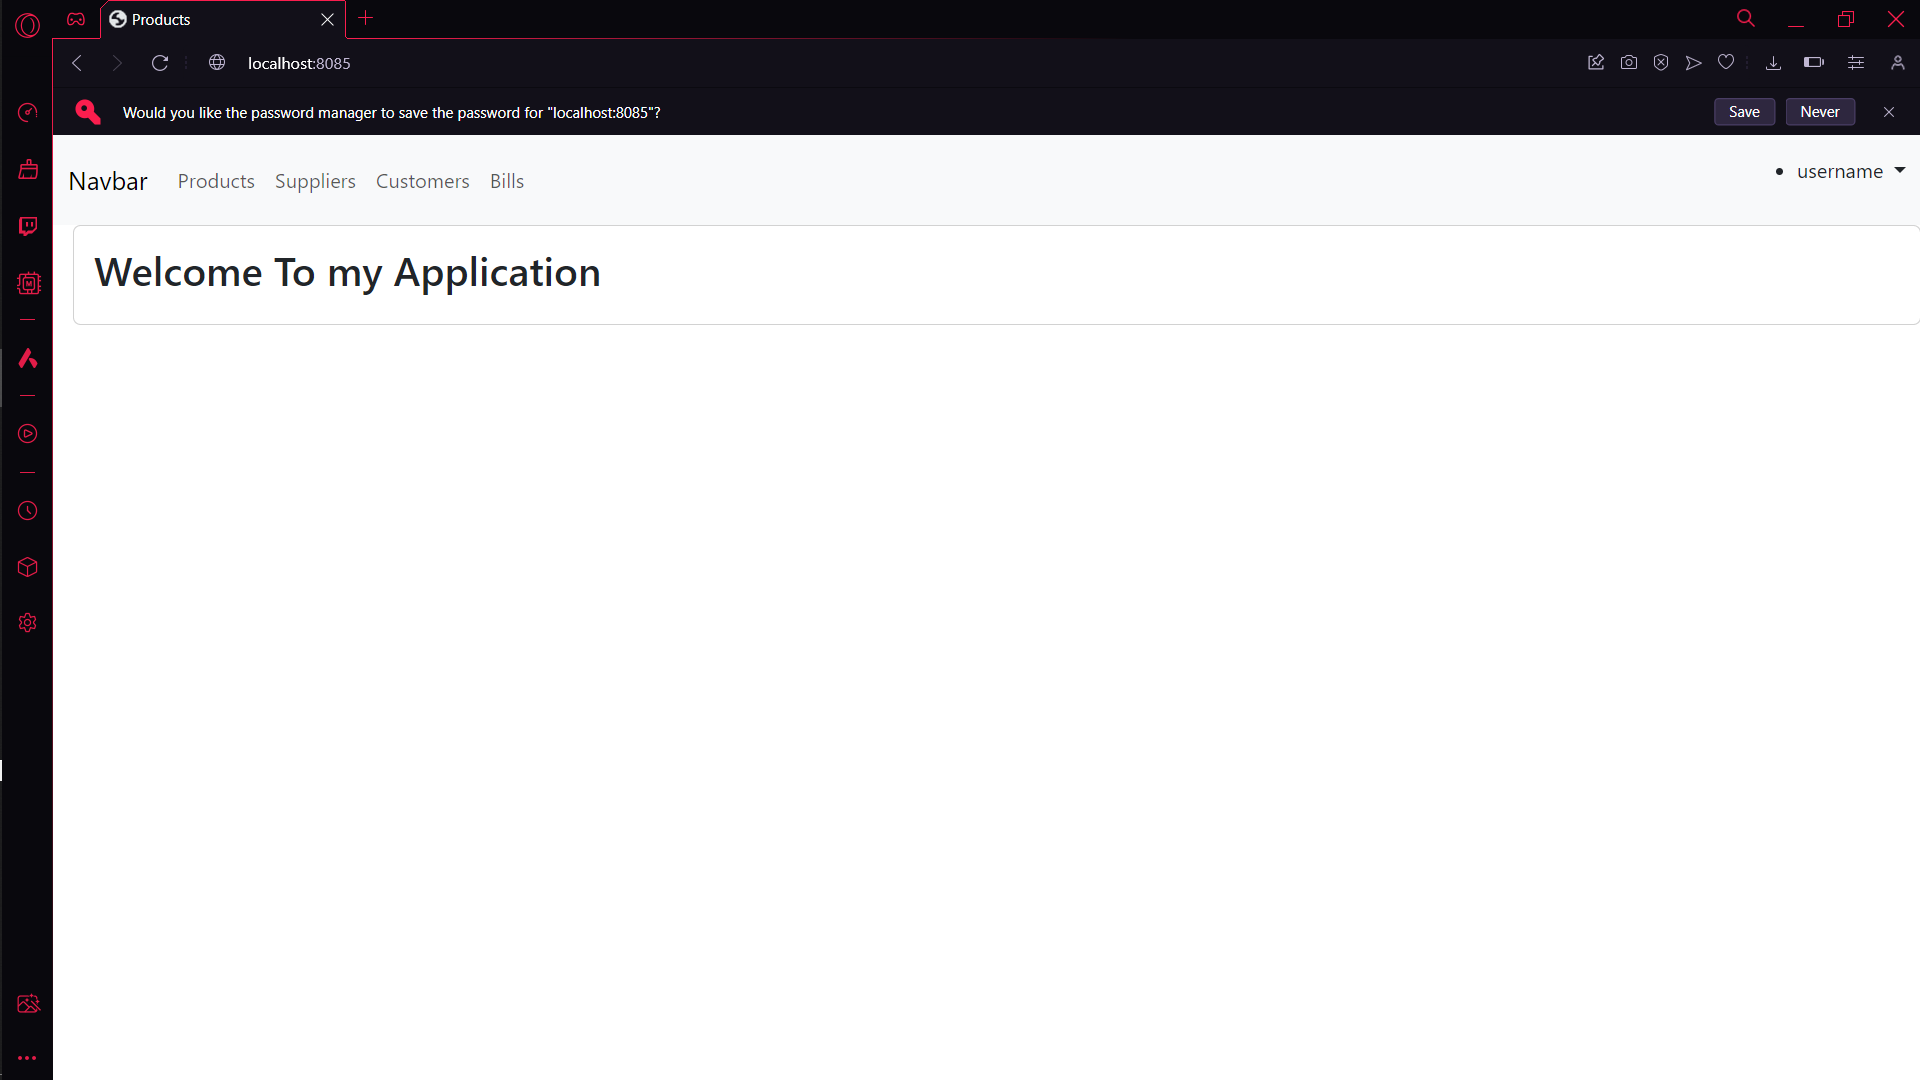 Products
localhost:8085
Would you like the password manager to save the password for "localhost:8085"?
Save
Never
Navbar
Products
Suppliers
Customers
Bills
username
Welcome To my Application